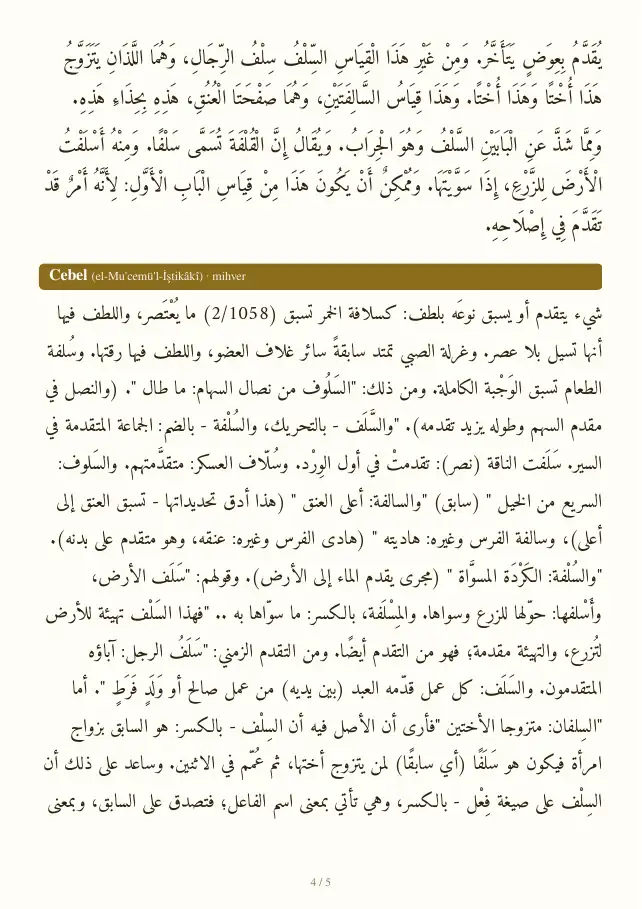 يُقَدَّمُ بِعِوَضٍ يَتَأَخَّرُ. وَمِنْ غَيْرِ هَذَا الْقِيَاسِ السِّلْفُ سِلْفُ الرِّجَالِ، وَهُمَا اللَّذَانِ يَتَزَوَّجُ
هَذَا أُخْتًا وَهَذَا أُخْتًا. وَهَذَا قِيَاسُ السَّالِفَتَيْنِ، وَهُمَا صَفْحَتَا الْعُنُقِ، هَذِهِ بِحِذَاءِ هَذِهِ.
وَمِمَّا شَذَّ عَنِ الْبَابَيْنِ السَّلْفُ وَهُوَ الْجِرَابُ. وَيُقَالُ إِنَّ الْقُلْفَةَ تُسَمَّى سَلْفًا. وَمِنْهُ أَسْلَفْتُ
الْأَرْضَ لِلزَّرْعِ، إِذَا سَوَّيْتَهَا. وَمُمْكِنٌ أَنْ يَكُونَ هَذَا مِنْ قِيَاسِ الْبَابِ الْأَوَّلِ: لِأَنَّهُ أَمْرٌ قَدْ
تَقَدَّمَ فِي إِصْلَاحِهِ.
Cebel (el-Mu'cemü'l-İştikâkî) · mihver
شيء يتقدم أو يسبق نوعَه بلطف: كسلافة الخمر تسبق (2/1058) ما يُعْتَصر، واللطف فيها
أنها تسيل بلا عصر. وغرلة الصبي تمتد سابقةً سائر غلاف العضو، واللطف فيها رقتها. وسُلفة
الطعام تسبق الوَجْبة الكاملة. ومن ذلك: "السَلُوف من نصال السهام: ما طال ". (والنصل في
مقدم السهم وطوله يزيد تقدمه). "والسَّلَف - بالتحريك، والسُلْفة - بالضم: الجماعة المتقدمة في
السير. سَلَفت الناقة (نصر): تقدمتْ في أول الوِرْد. وسُلّاف العسكر: متقدَّمتهم. والسَلوف:
السريع من الخيل " (سابق) "والسالفة: أعلى العنق " (هذا أدق تحديداتها - تسبق العنق إلى
أعلى)، وسالفة الفرس وغيره: هاديته " (هادى الفرس وغيره: عنقه، وهو متقدم على بدنه).
"والسُلْفة: الكَرْدَة المسوَّاة " (مجرى يقدم الماء إلى الأرض). وقولهم: "سَلَف الأرض،
وأسْلفها: حوّلها للزرع وسواها. والمِسْلَفة، بالكسر: ما سوّاها به .. "فهذا السَلْف تهيئة للأرض
لتُزرع، والتهيئة مقدمة؛ فهو من التقدم أيضًا. ومن التقدم الزمني: "سَلَفُ الرجل: آباؤه
المتقدمون. والسَلَف: كل عمل قدّمه العبد (بين يديه) من عمل صالح أو وَلَدٍ فَرَطٍ ". أما
"السِلفان: متزوجا الأختين "فأرى أن الأصل فيه أن السِلْف - بالكسر: هو السابق بزواج
امرأة فيكون هو سَلَفًا (أي سابقًا) لمن يتزوج أختها، ثم عُمّم في الاثنين. وساعد على ذلك أن
السِلْف على صيغة فِعْل - بالكسر، وهي تأتي بمعنى اسم الفاعل؛ فتصدق على السابق، وبمعنى
4 / 5